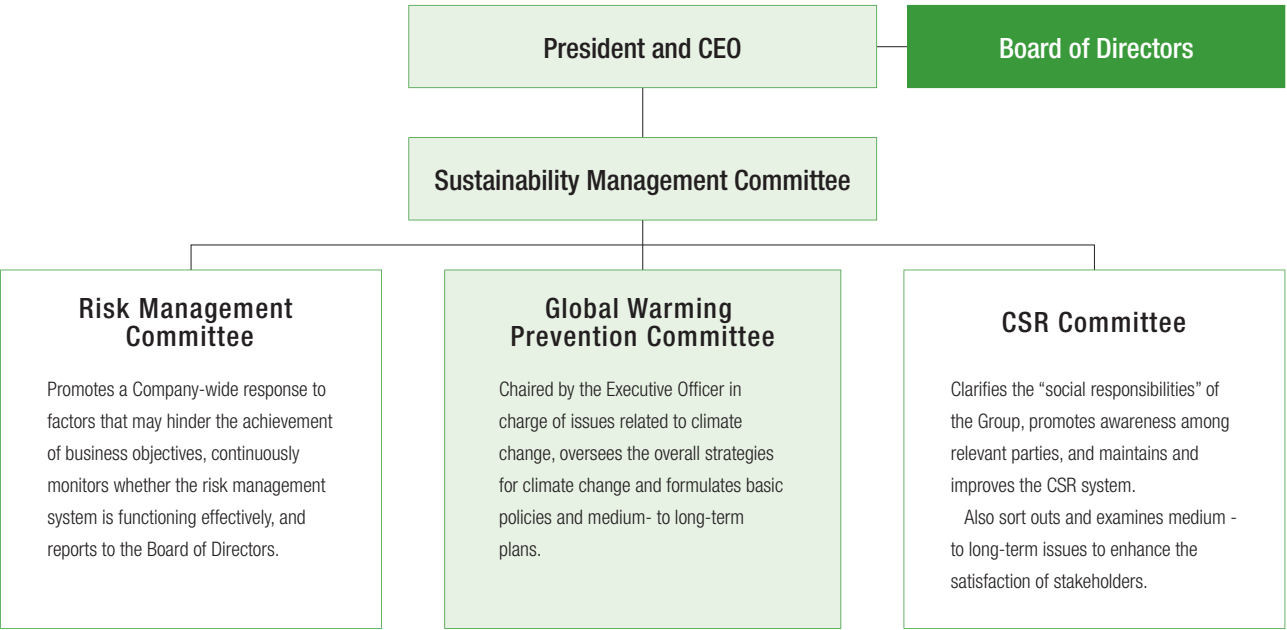 President and CEO
Board of Directors
Sustainability Management Committee
Risk Management
Committee
Promotes a Company-wide response to
factors that may hinder the achievement
of business objectives, continuously
monitors whether the risk management
system is functioning effectively, and
reports to the Board of Directors.
Global Warming
Prevention Committee
Chaired by the Executive Officer in
charge of issues related to climate
change, oversees the overall strategies
for climate change and formulates basic
policies and medium- to long-term
plans.
CSR Committee
Clarifies the “social responsibilities” of
the Group, promotes awareness among
relevant parties, and maintains and
improves the CSR system.
Also sort outs and examines medium -
to long-term issues to enhance the
satisfaction of stakeholders.